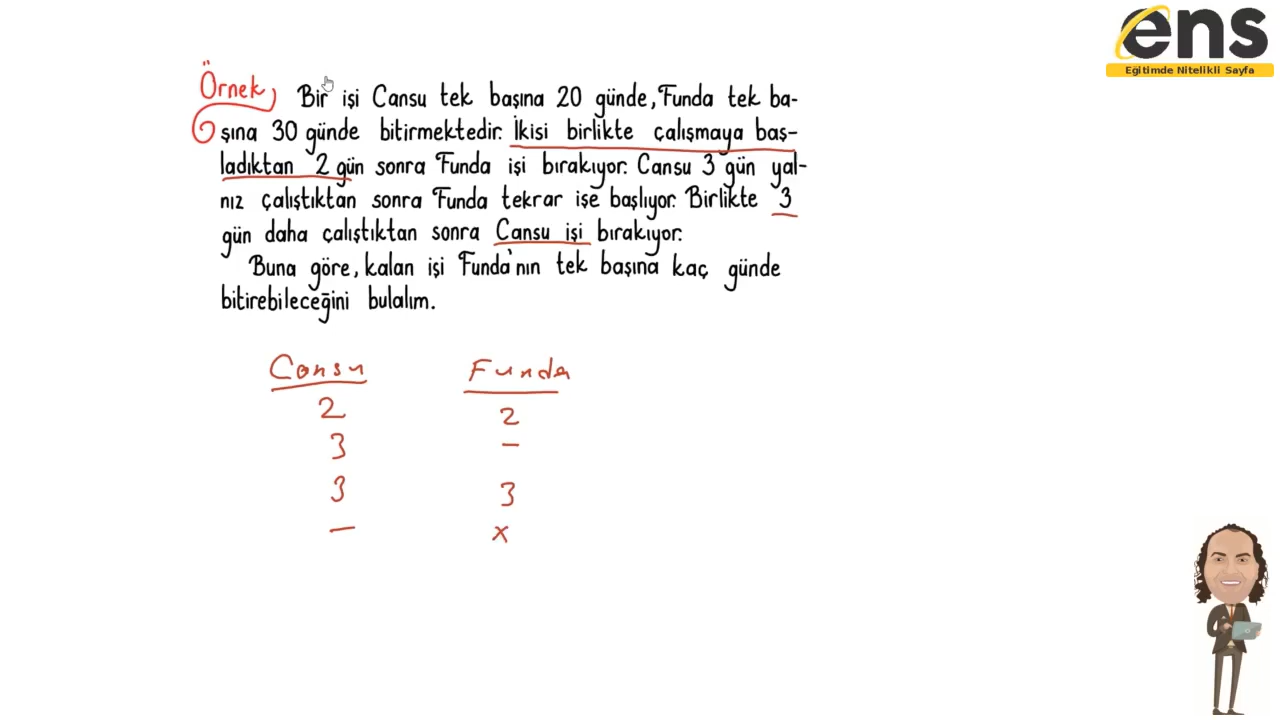 ens
Eğitimde Nitelikli Sayfa
Örnek
Bir işi Cansu tek başına 20 günde, Funda tek ba-
şına 30 günde bitirmektedir. İkisi birlikte çalışmaya baş-
ladıktan 2 gün sonra Funda işi bırakıyor. Cansu 3 gün yal-
nız çalıştıktan sonra Funda tekrar işe başlıyor. Birlikte 3
gün daha çalıştıktan sonra Cansu işi bırakıyor.
Buna göre, kalan işi Funda'nın tek başına kaç günde
bitirebileceğini bulalım.
Cansu Funda
2 2
3 –
3 3
– x